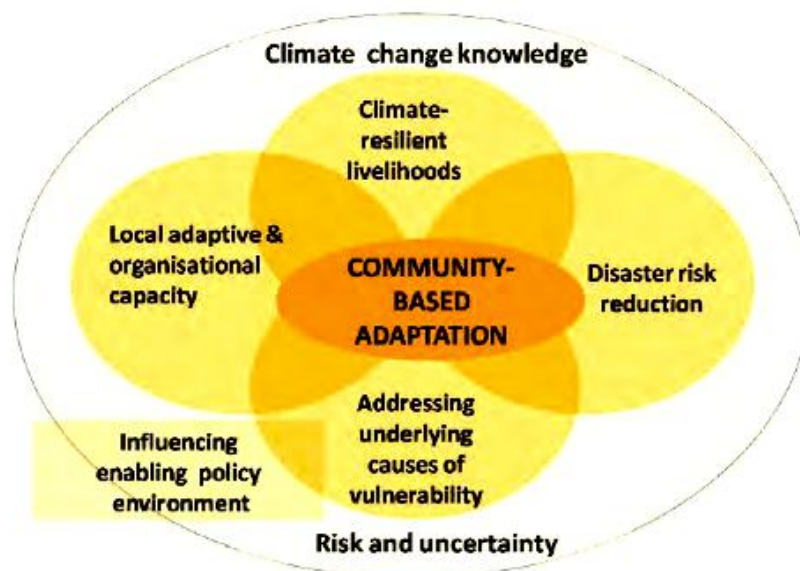 Climate change knowledge
Climate-
resilient
livelihoods
Local adaptive &
organisational
capacity
COMMUNITY-
BASED
ADAPTATION
Disaster risk
reduction
Addressing
underlying
causes of
vulnerability
Influencing
enabling policy
environment
Risk and uncertainty